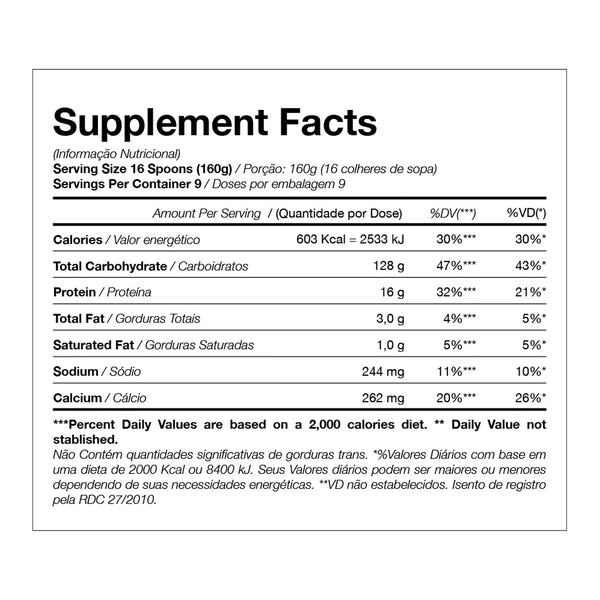 Supplement Facts
(Informação Nutricional)
Serving Size 16 Spoons (160g) / Porção: 160g (16 colheres de sopa)
Servings Per Container 9 / Doses por embalagem 9
Amount Per Serving / (Quantidade por Dose) %DV(***) %VD(*)
Calories / Valor energético 603 Kcal = 2533 kJ 30%*** 30%*
Total Carbohydrate / Carboidratos 128 g 47%*** 43%*
Protein / Proteína 16 g 32%*** 21%*
Total Fat / Gorduras Totais 3,0 g 4%*** 5%*
Saturated Fat / Gorduras Saturadas 1,0 g 5%*** 5%*
Sodium / Sódio 244 mg 11%*** 10%*
Calcium / Cálcio 262 mg 20%*** 26%*
***Percent Daily Values are based on a 2,000 calories diet. ** Daily Value not
stablished.
Não Contém quantidades significativas de gorduras trans. *%Valores Diários com base em
uma dieta de 2000 Kcal ou 8400 kJ. Seus Valores diários podem ser maiores ou menores
dependendo de suas necessidades energéticas. **VD não estabelecidos. Isento de registro
pela RDC 27/2010.